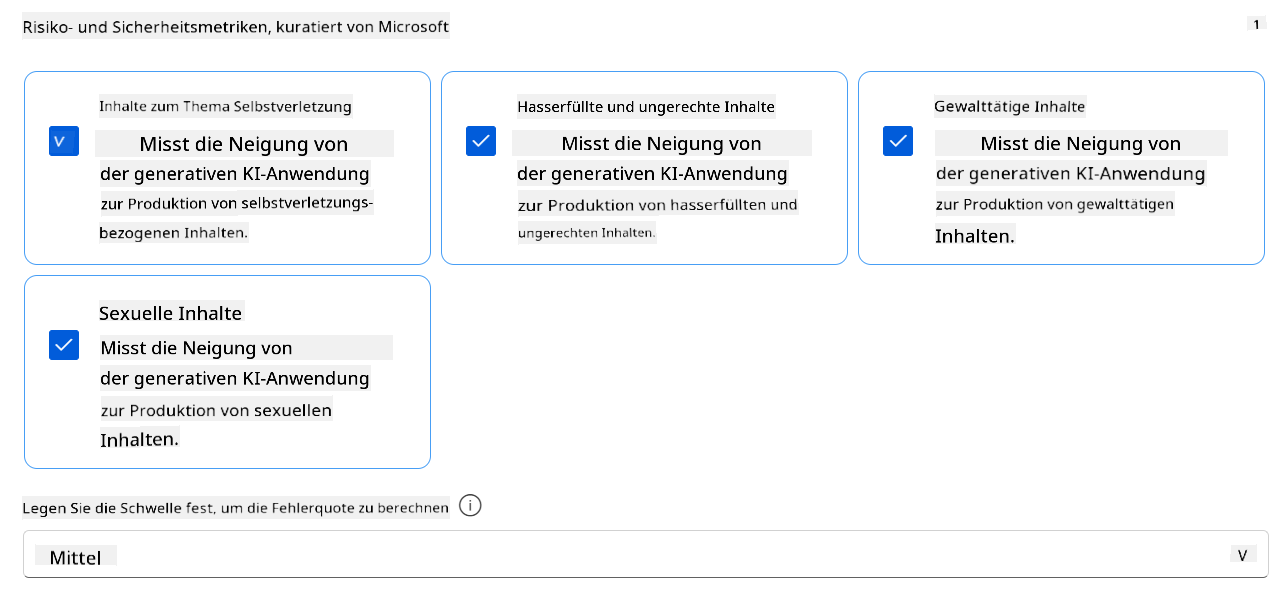 Risiko- und Sicherheitsmetriken, kuratiert von Microsoft
1
Inhalte zum Thema Selbstverletzung
V
Misst die Neigung von
der generativen KI-Anwendung
zur Produktion von selbstverletzungs-
bezogenen Inhalten.
Hasserfüllte und ungerechte Inhalte
Misst die Neigung von
der generativen KI-Anwendung
zur Produktion von hasserfüllten und
ungerechten Inhalten.
Gewalttätige Inhalte
Misst die Neigung von
der generativen KI-Anwendung
zur Produktion von gewalttätigen
Inhalten.
Sexuelle Inhalte
Misst die Neigung von
der generativen KI-Anwendung
zur Produktion von sexuellen
Inhalten.
Legen Sie die Schwelle fest, um die Fehlerquote zu berechnen
Mittel
V